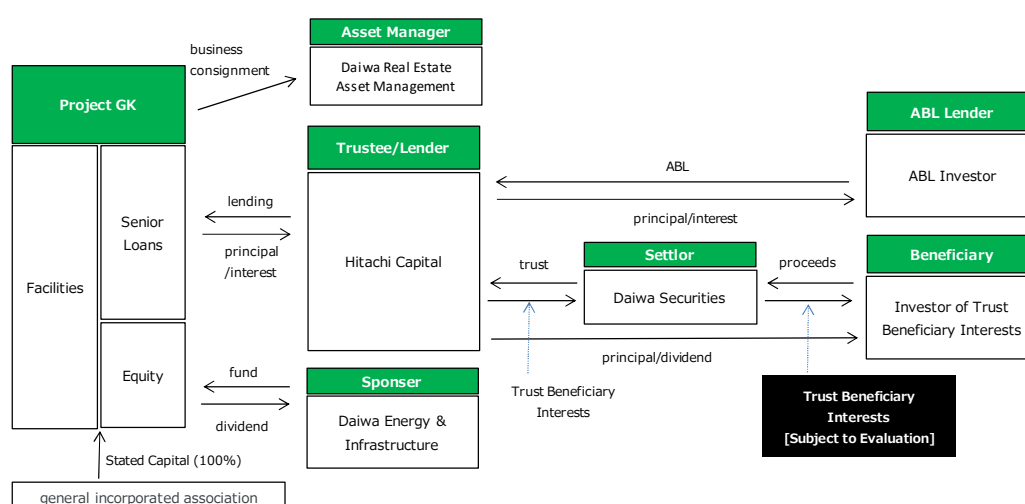 Asset Manager
Daiwa Real Estate
Asset Management
business
consignment
Project GK
Facilities
Senior
Loans
Equity
lending
principal
/interest
fund
dividend
Stated Capital (100%)
general incorporated association
Trustee/Lender
Hitachi Capital
Sponser
Daiwa Energy &
Infrastructure
ABL
principal/interest
ABL Lender
ABL Investor
trust
Settlor
Daiwa Securities
proceeds
Beneficiary
Investor of Trust
Beneficiary Interests
principal/dividend
Trust Beneficiary
Interests
Trust Beneficiary
Interests
[Subject to Evaluation]